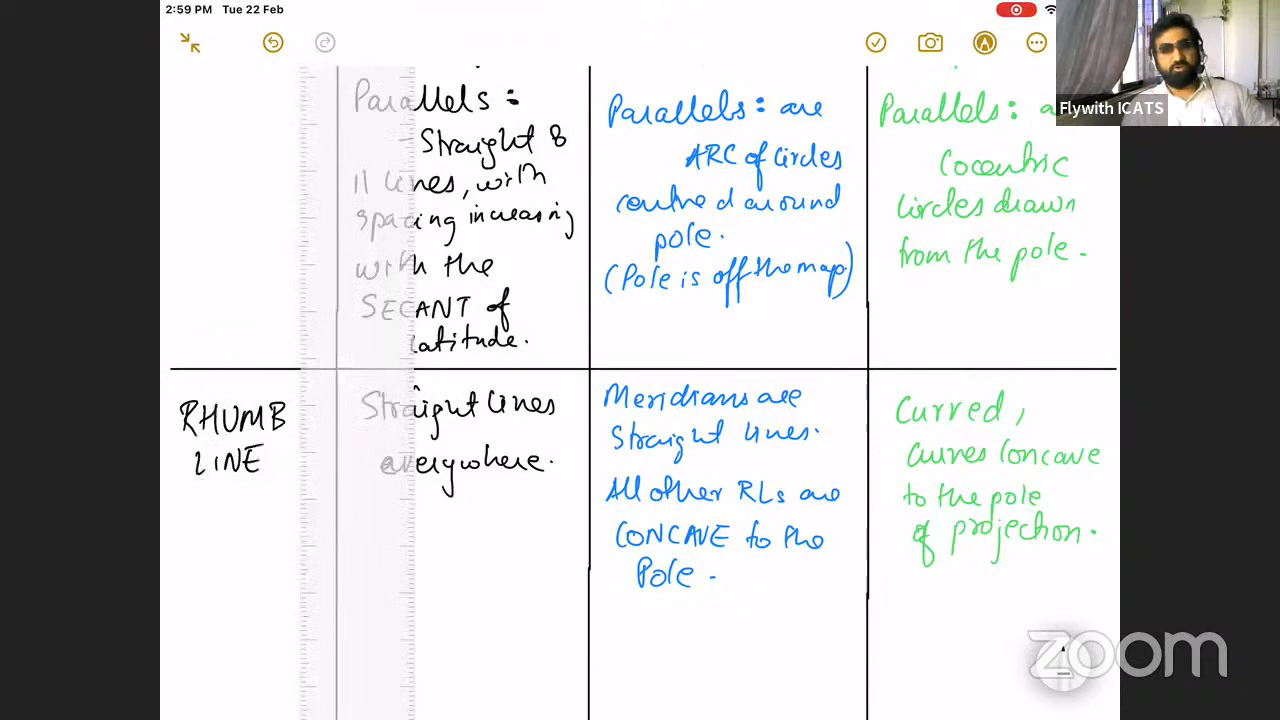 2:59 PM Tue 22 Feb
Flywith ICATS
Parallels:
- Straight &
11 lines, with
spacing increasing
with the
SECANT of
latitude.
Parallels: are
ARC of circles
centred around
pole.
(Pole is off the map)
Parallels: a
Cocentric
circles drawn
from the pole.
RHUMB
LINE
Straight lines
everywhere.
Meridians are
Straight lines.
All other RLs are
CONCAVE to the
Pole.
Curved,
curves concave
to the pole
of projection.
zoom